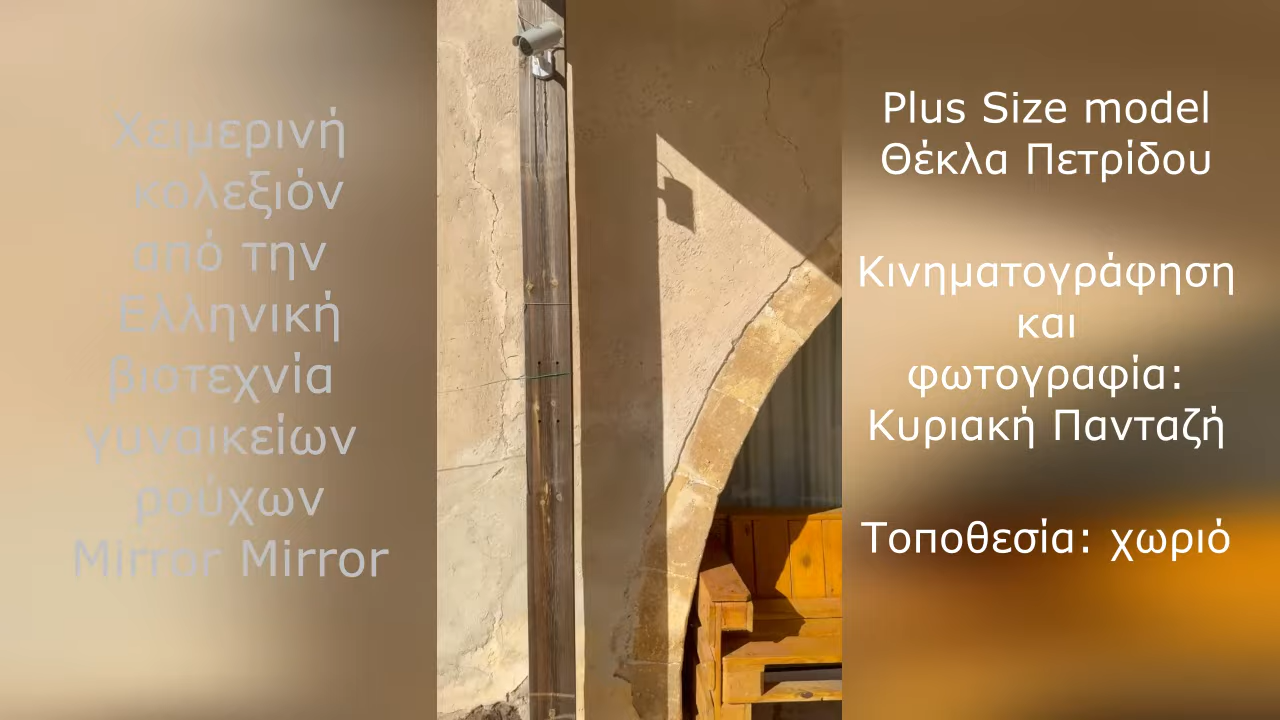 Χειμερινή
κολεξιόν
από την
Ελληνική
βιοτεχνία
γυναικείων
ρούχων
Mirror Mirror
Plus Size model
Θέκλα Πετρίδου
Κινηματογράφηση
και
φωτογραφία:
Κυριακή Πανταζή
Τοποθεσία: χωριό